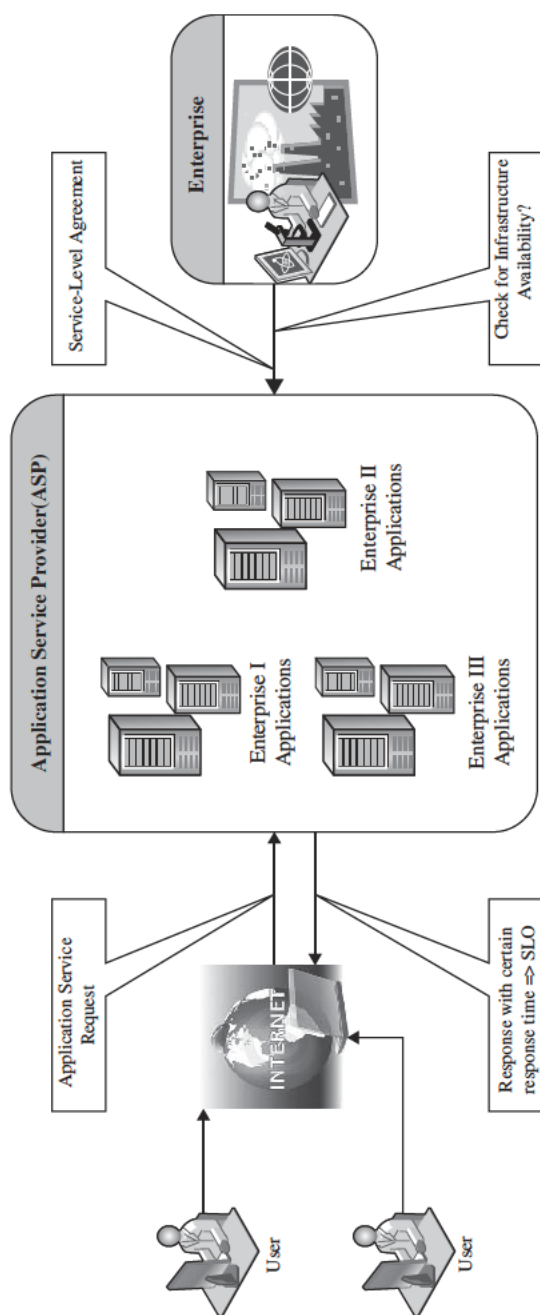 User
User
Application Service
Request
INTERNET
Response with certain
response time => SLO
Application Service Provider(ASP)
Enterprise I
Applications
Enterprise II
Applications
Enterprise III
Applications
Service-Level Agreement
Check for Infrastructure
Availability?
Enterprise